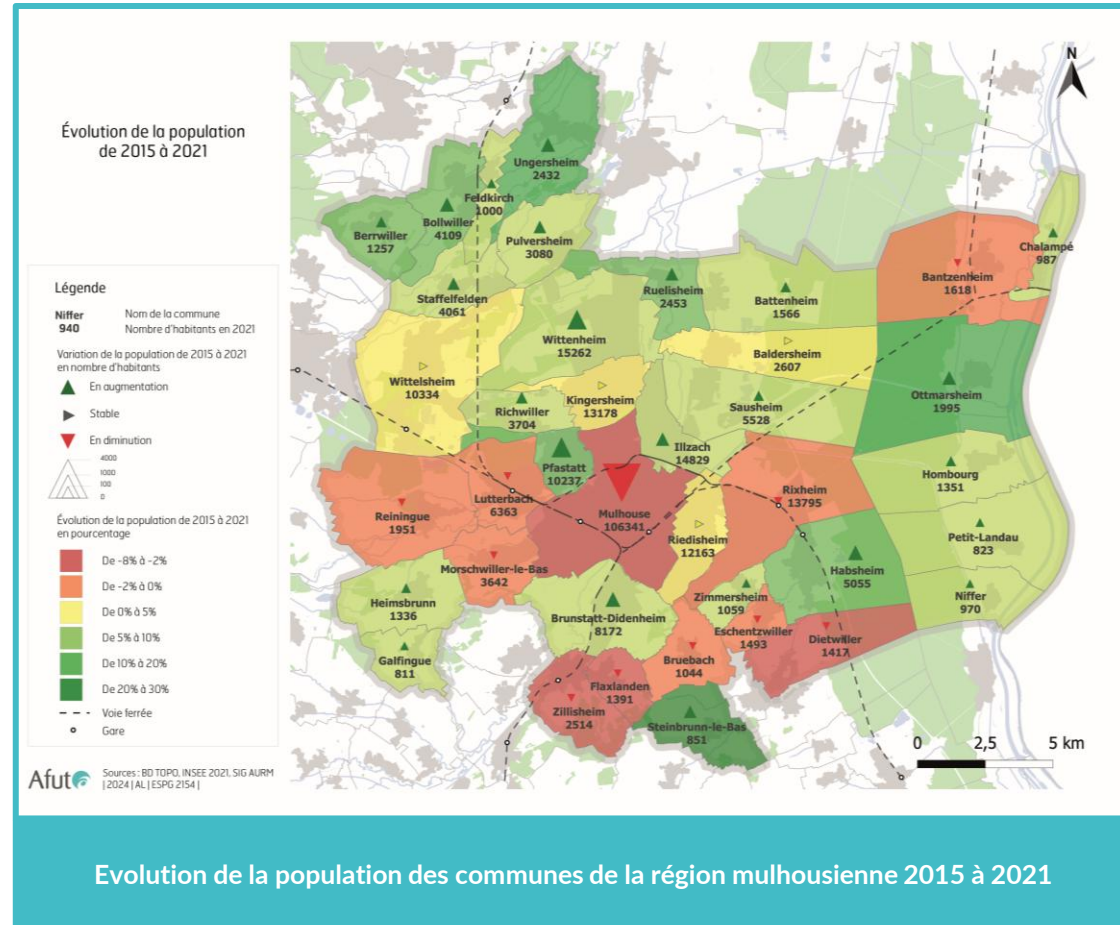 Évolution de la population
de 2015 à 2021
Légende
Niffer
940
Nom de la commune
Nombre d'habitants en 2021
Variation de la population de 2015 à 2021
en nombre d'habitants
En augmentation
Stable
En diminution
4000
1000
100
0
Évolution de la population de 2015 à 2021
en pourcentage
De -8% à -2%
De -2% à 0%
De 0% à 5%
De 5% à 10%
De 10% à 20%
De 20% à 30%
Voie ferrée
Gare
Afut
Sources : BD TOPO, INSEE 2021, SIG AURM
| 2024 | AL | ESPG 2154 |
N
Ungersheim
2432
Feldkirch
1000
Bollwiller
4109
Berrwiller
1257
Pulversheim
3080
Staffelfelden
4061
Ruelisheim
2453
Battenheim
1566
Bantzenheim
1618
Chalampé
987
Wittenheim
15262
Wittelsheim
10334
Baldersheim
2607
Kingersheim
13178
Richwiller
3704
Sausheim
5528
Ottmarsheim
1995
Illzach
14829
Pfastatt
10237
Lutterbach
6363
Reiningue
1951
Mulhouse
106341
Rixheim
13795
Hombourg
1351
Riedisheim
12163
Petit-Landau
823
Morschwiller-le-Bas
3642
Habsheim
5055
Heimsbrunn
1336
Zimmersheim
1059
Niffer
970
Brunstatt-Didenheim
8172
Eschentzwiller
1493
Dietwiller
1417
Galfingue
811
Bruebach
1044
Flaxlanden
1391
Zillisheim
2514
Steinbrunn-le-Bas
851
0 2,5 5 km
Evolution de la population des communes de la région mulhousienne 2015 à 2021